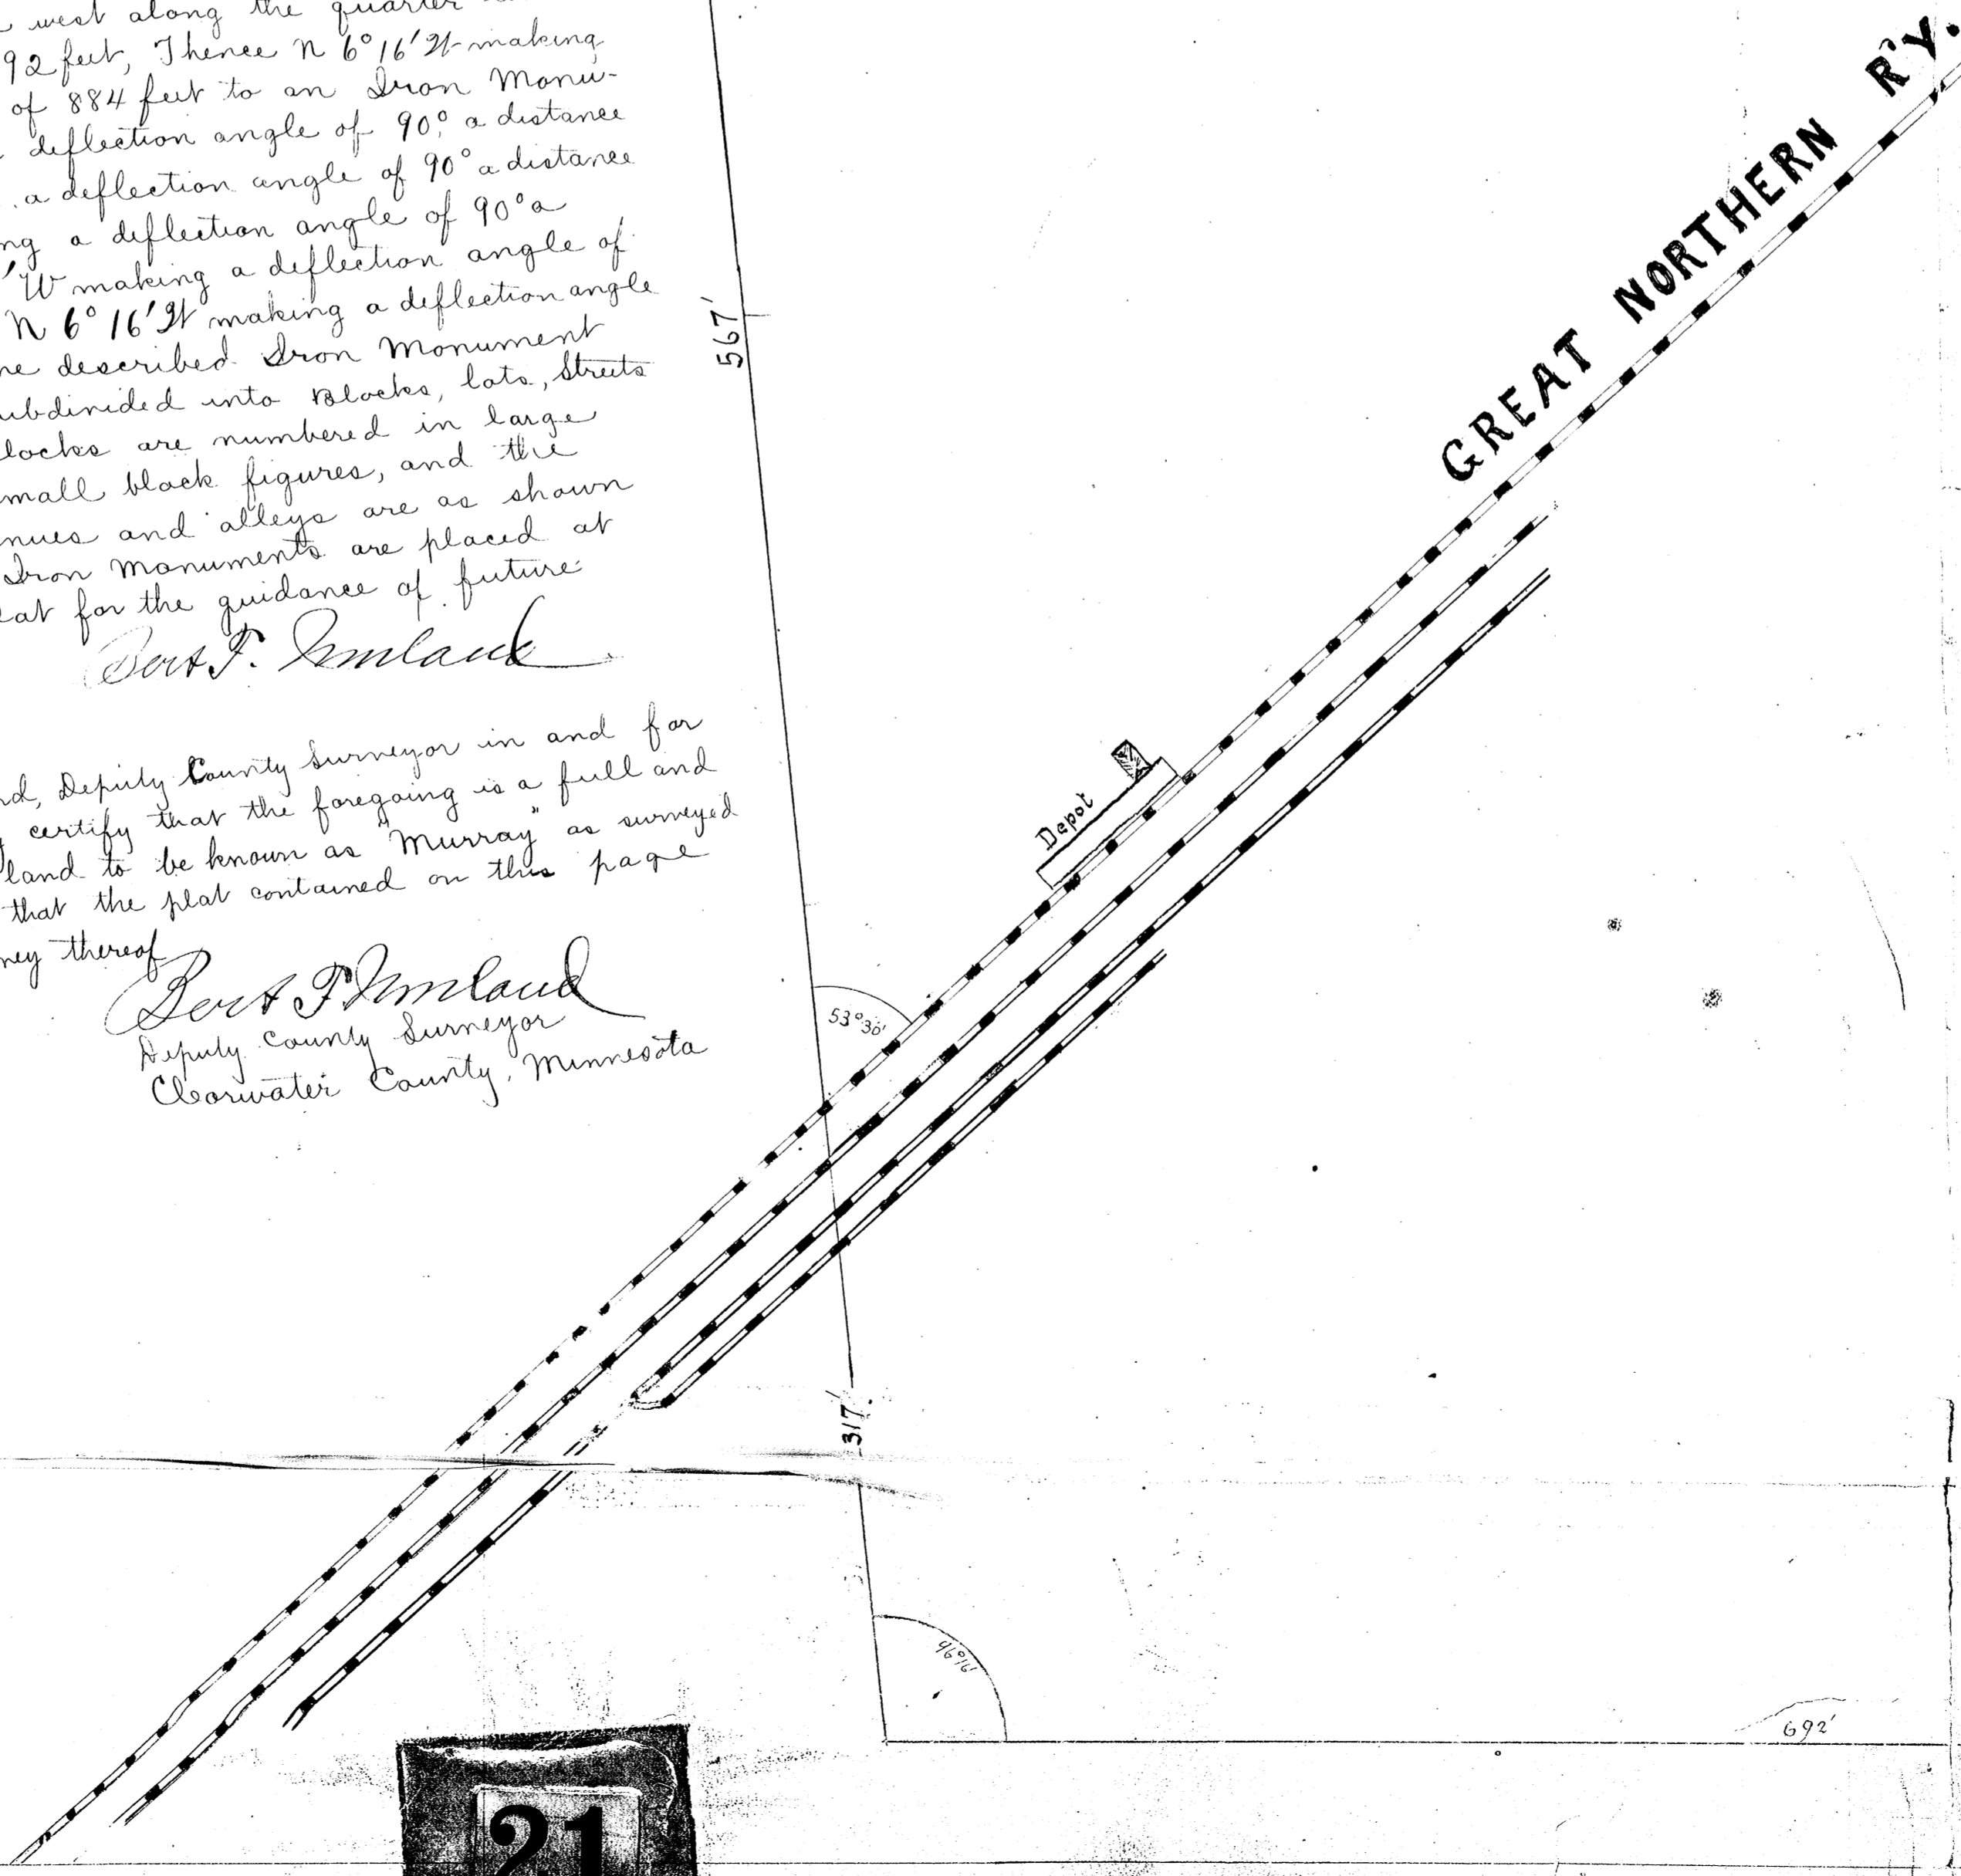 west along the quarter
92 feet, Thence N 6° 16' W making
of 884 feet to an Iron Monu-
deflection angle of 90°, a distance
a deflection angle of 90° a distance
ng a deflection angle of 90° a
'W making a deflection angle of
N 6° 16' W making a deflection angle
described Iron Monument
ubdivided into Blocks, lots, Streets
locks are numbered in large
mall black figures, and the
nues and alleys are as shown
Iron Monuments are placed at
at for the guidance of future
Bert F.
nd, Deputy County Surveyor in and for
certify that the foregoing is a full and
land to be known as "Murray" as surveyed
that the plat contained on this page
ney thereof
Bert F.
Deputy County Surveyor
Clearwater County, Minnesota
567'
GREAT NORTHERN R'Y.
Depot
53°30'
317'
96°16'
692'
21